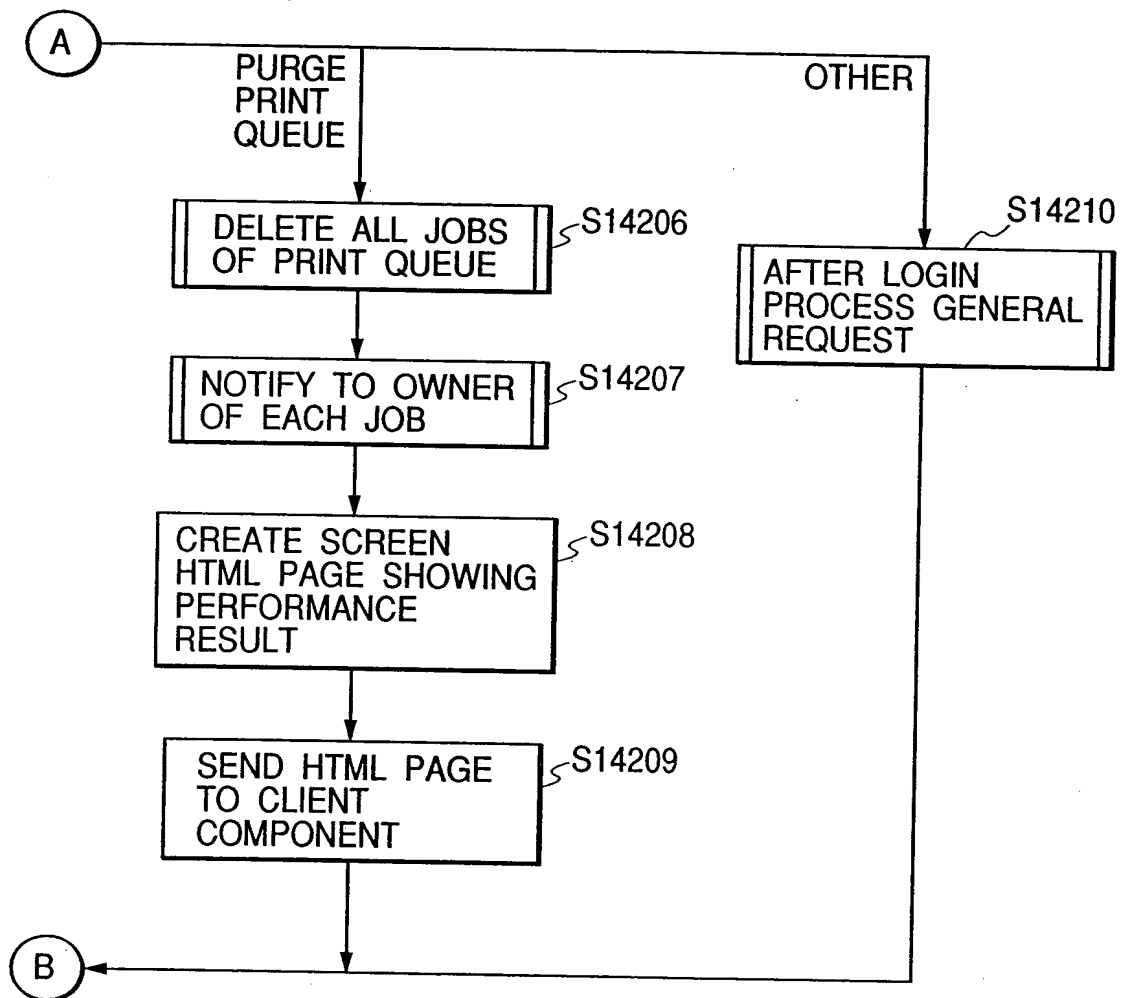 A
PURGE
PRINT
QUEUE
OTHER
DELETE ALL JOBS
OF PRINT QUEUE
S14206
S14210
AFTER LOGIN
PROCESS GENERAL
REQUEST
NOTIFY TO OWNER
OF EACH JOB
S14207
CREATE SCREEN
HTML PAGE SHOWING
PERFORMANCE
RESULT
S14208
SEND HTML PAGE
TO CLIENT
COMPONENT
S14209
B